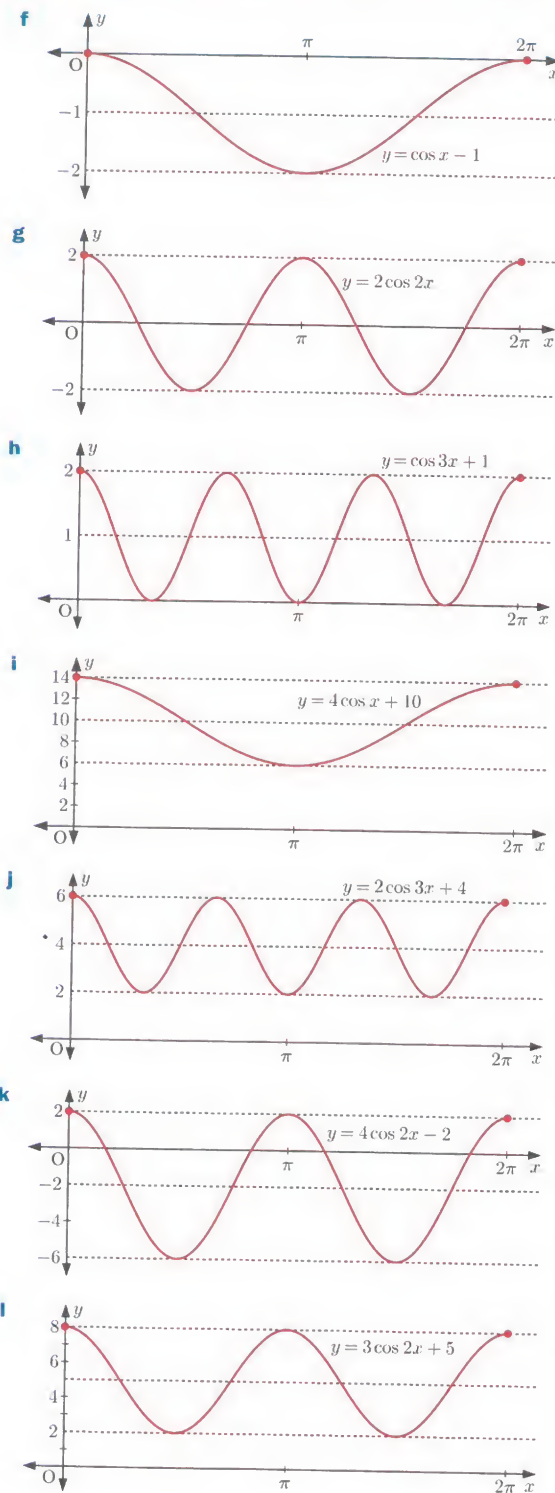 f
y
π
2π
O
x
−1
y = cos x − 1
−2
g
y
2
y = 2 cos 2x
O
π
2π
x
−2
h
y
y = cos 3x + 1
2
1
O
π
2π
x
i
y
14
12
y = 4 cos x + 10
10
8
6
4
2
O
π
2π
x
j
y
y = 2 cos 3x + 4
6
4
2
O
π
2π
x
k
y
2
y = 4 cos 2x − 2
O
π
2π
x
−2
−4
−6
l
y
8
y = 3 cos 2x + 5
4
2
O
π
2π
x